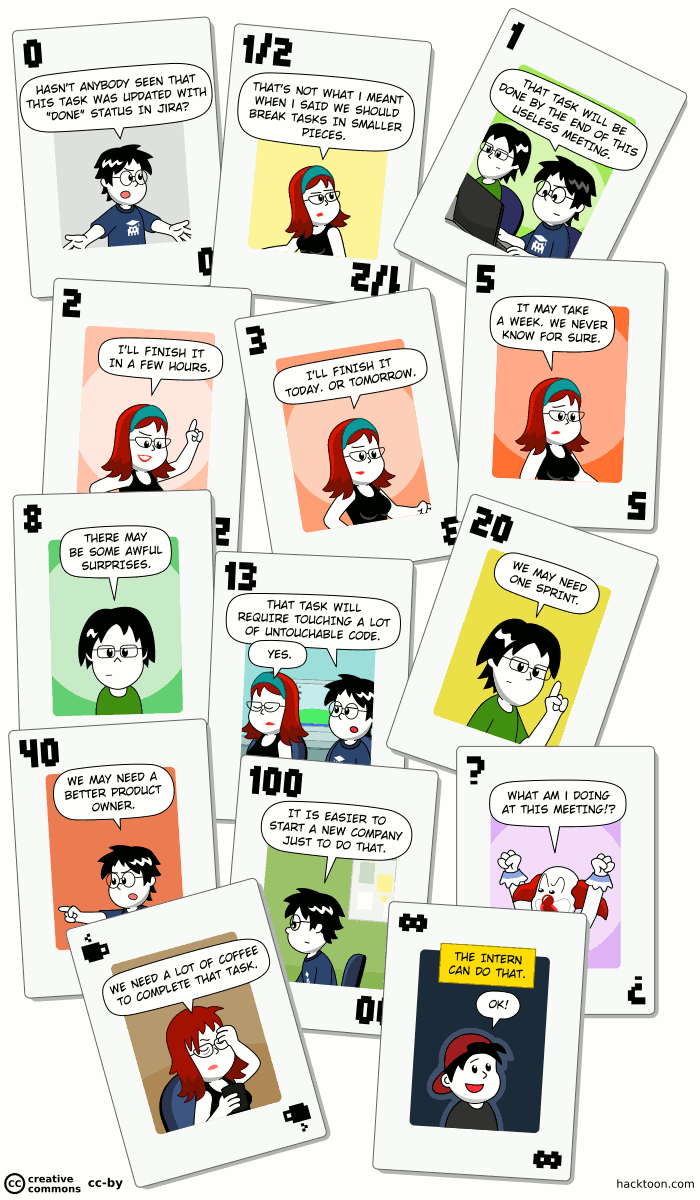 0
HASN'T ANYBODY SEEN THAT
THIS TASK WAS UPDATED WITH
"DONE" STATUS IN JIRA?
0
1/2
THAT'S NOT WHAT I MEANT
WHEN I SAID WE SHOULD
BREAK TASKS IN SMALLER
PIECES.
1/2
1
THAT TASK WILL BE
DONE BY THE END OF THIS
USELESS MEETING.
2
I'LL FINISH IT
IN A FEW HOURS.
2
3
I'LL FINISH IT
TODAY. OR TOMORROW.
3
5
IT MAY TAKE
A WEEK. WE NEVER
KNOW FOR SURE.
5
8
THERE MAY
BE SOME AWFUL
SURPRISES.
13
THAT TASK WILL
REQUIRE TOUCHING A LOT
OF UNTOUCHABLE CODE.
YES.
20
WE MAY NEED
ONE SPRINT.
40
WE MAY NEED A
BETTER PRODUCT
OWNER.
100
IT IS EASIER TO
START A NEW COMPANY
JUST TO DO THAT.
100
?
WHAT AM I DOING
AT THIS MEETING!?
?
WE NEED A LOT OF COFFEE
TO COMPLETE THAT TASK.
∞
THE INTERN
CAN DO THAT.
OK!
∞
cc creative commons cc-by
hacktoon.com